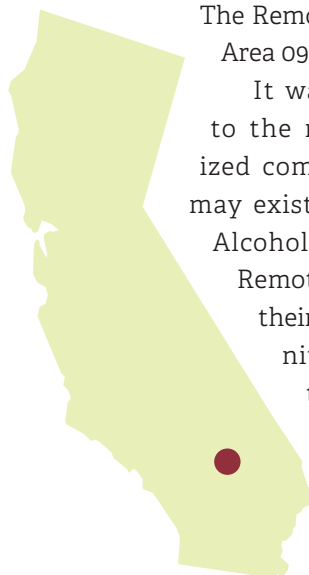 The Remo
Area 09
It wa
to the
ized com
may exist
Alcohol
Remot
their
ni
t